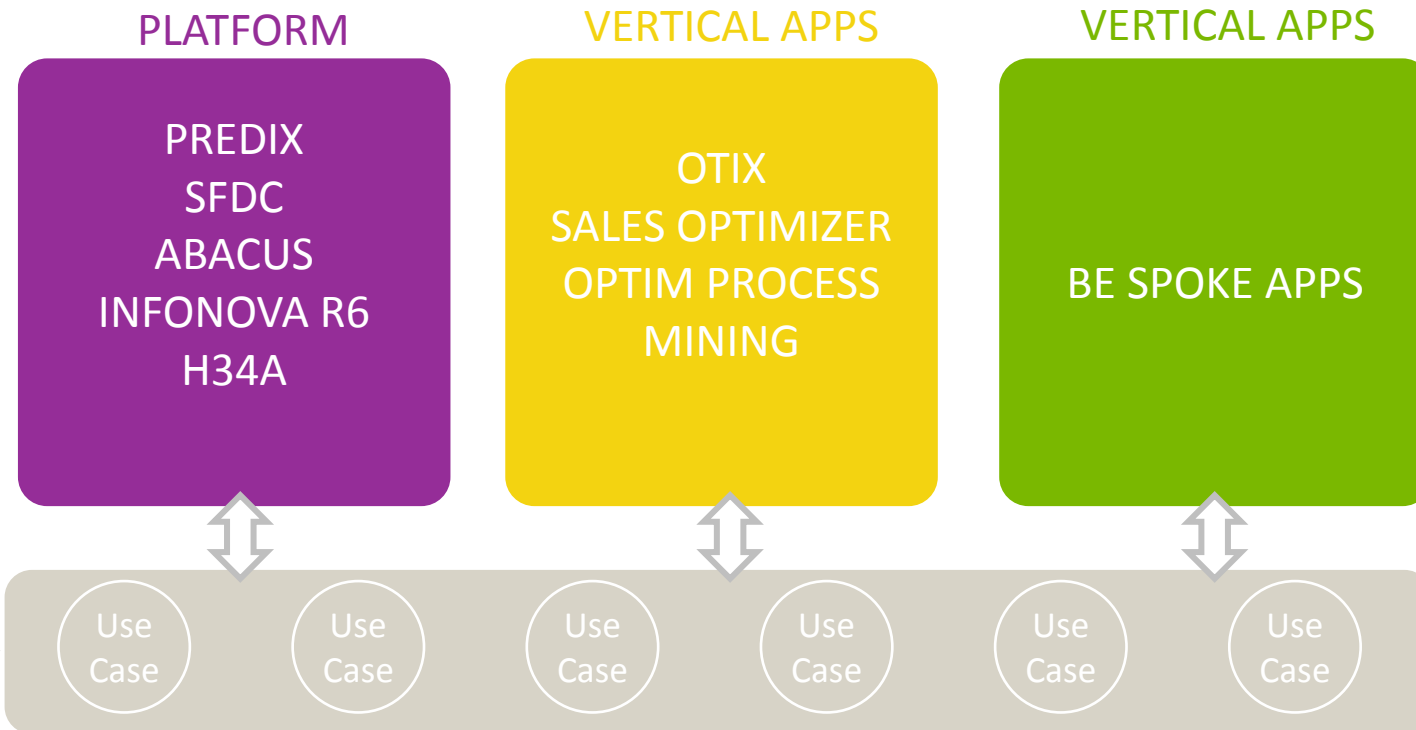 PLATFORM
PREDIX
SFDC
ABACUS
INFONOVA R6
H34A
VERTICAL APPS
OTIX
SALES OPTIMIZER
OPTIM PROCESS
MINING
VERTICAL APPS
BE SPOKE APPS
Use
Case
Use
Case
Use
Case
Use
Case
Use
Case
Use
Case